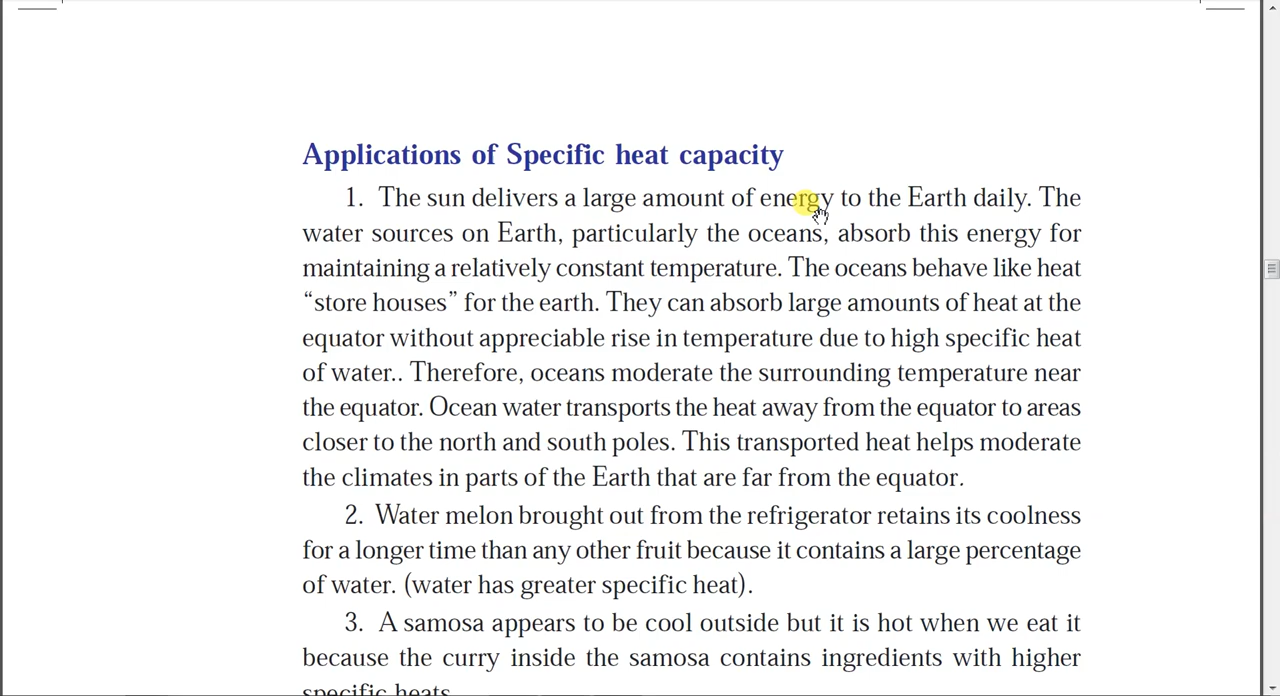 Applications of Specific heat capacity
1. The sun delivers a large amount of energy to the Earth daily. The
water sources on Earth, particularly the oceans, absorb this energy for
maintaining a relatively constant temperature. The oceans behave like heat
“store houses” for the earth. They can absorb large amounts of heat at the
equator without appreciable rise in temperature due to high specific heat
of water.. Therefore, oceans moderate the surrounding temperature near
the equator. Ocean water transports the heat away from the equator to areas
closer to the north and south poles. This transported heat helps moderate
the climates in parts of the Earth that are far from the equator.
2. Water melon brought out from the refrigerator retains its coolness
for a longer time than any other fruit because it contains a large percentage
of water. (water has greater specific heat).
3. A samosa appears to be cool outside but it is hot when we eat it
because the curry inside the samosa contains ingredients with higher
specific heats.